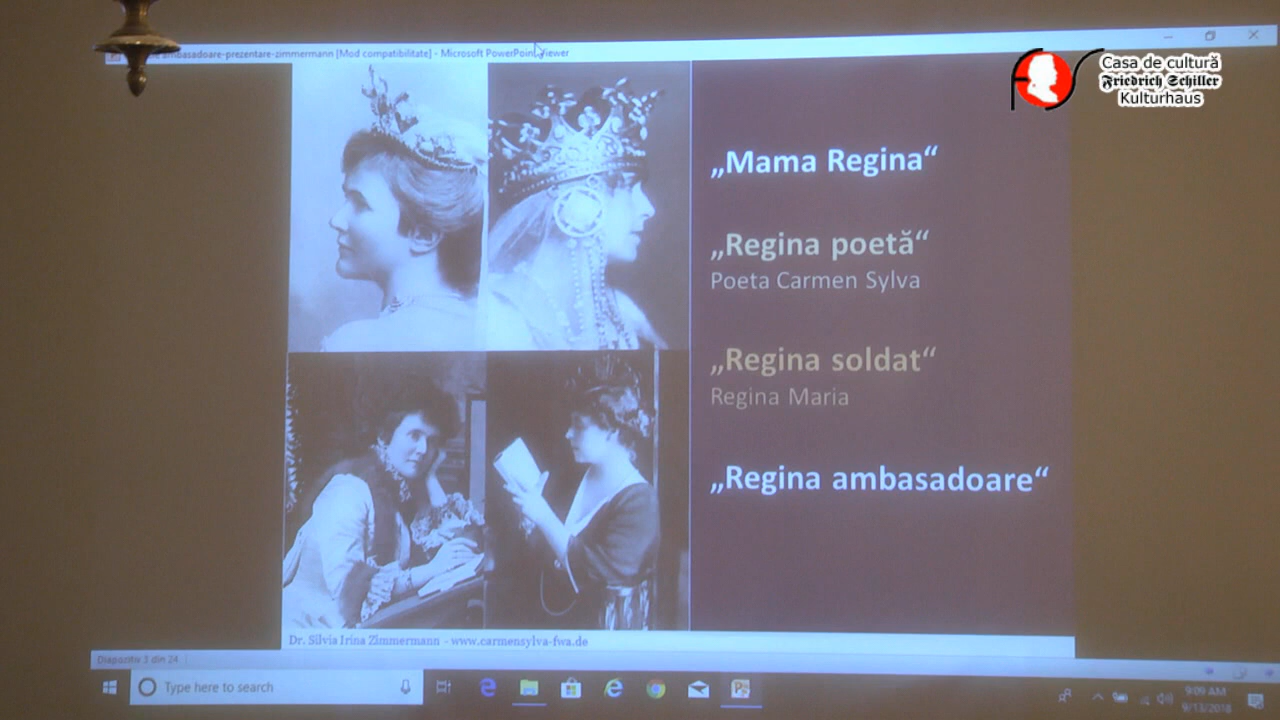 ambasadoare-prezentare-zimmermann [Mod compatibilitate] - Microsoft PowerPoint Viewer
Casa de cultură
Friedrich Schiller
Kulturhaus
„Mama Regina“
„Regina poetă“
Poeta Carmen Sylva
„Regina soldat“
Regina Maria
„Regina ambasadoare“
Dr. Silvia Irina Zimmermann - www.carmensylva-fwa.de
Diapozitiv 3 din 24
Type here to search
9:09 AM
9/13/2018